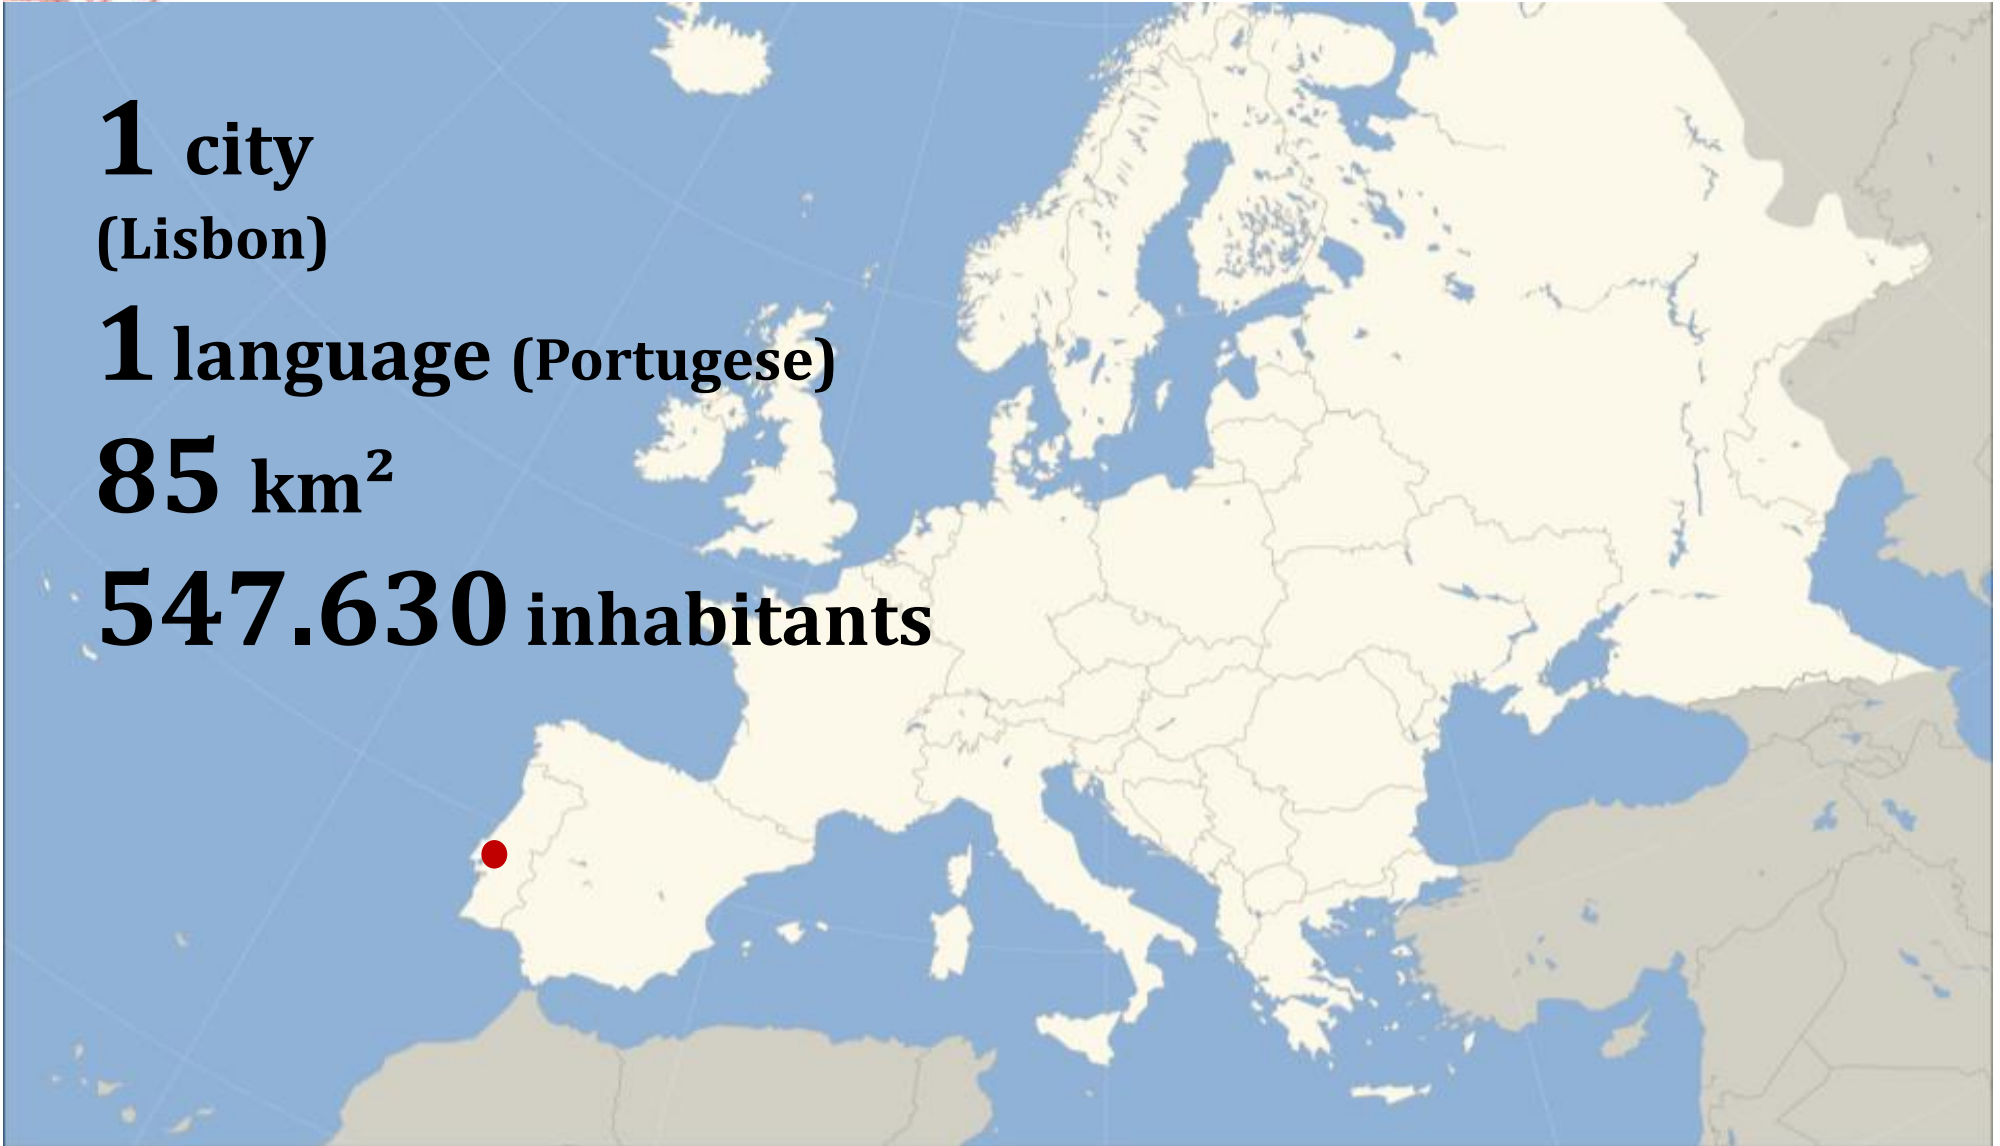 1 city
(Lisbon)
1 language (Portugese)
85 km²
547.630 inhabitants